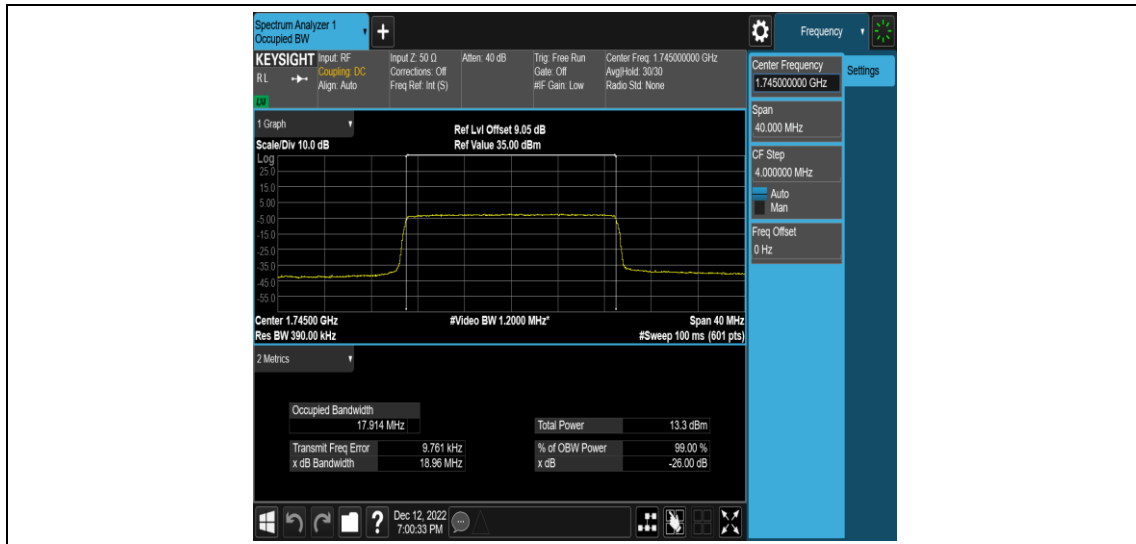 Spectrum Analyzer 1
Occupied BW
+
Frequency
KEYSIGHT
RL
LXI
Input: RF
Coupling: DC
Align: Auto
Input Z: 50 Ω
Corrections: Off
Freq Ref: Int (S)
Atten: 40 dB
Trig: Free Run
Gate: Off
#IF Gain: Low
Center Freq: 1.745000000 GHz
Avg|Hold: 30/30
Radio Std: None
Center Frequency
1.745000000 GHz
Settings
Span
40.000 MHz
CF Step
4.000000 MHz
Auto
Man
Freq Offset
0 Hz
1 Graph
Scale/Div 10.0 dB
Ref Lvl Offset 9.05 dB
Ref Value 35.00 dBm
Log
25.0
15.0
5.00
-5.00
-15.0
-25.0
-35.0
-45.0
-55.0
Center 1.74500 GHz
#Video BW 1.2000 MHz*
Span 40 MHz
Res BW 390.00 kHz
#Sweep 100 ms (601 pts)
2 Metrics
Occupied Bandwidth
17.914 MHz
Total Power 13.3 dBm
Transmit Freq Error 9.761 kHz
% of OBW Power 99.00 %
x dB Bandwidth 18.96 MHz
x dB -26.00 dB
?
Dec 12, 2022
7:00:33 PM